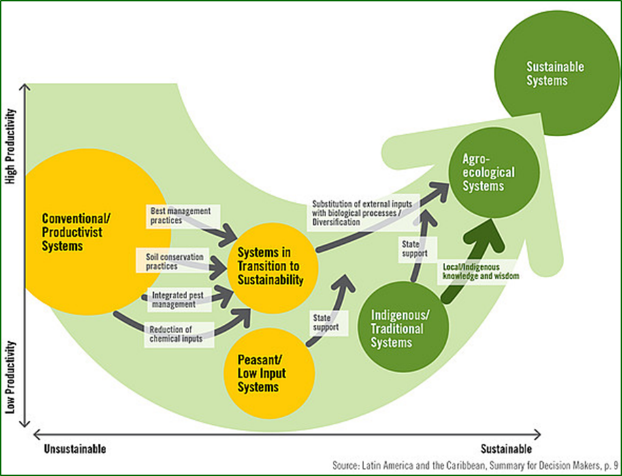 Sustainable
Systems
High Productivity
Agro-
ecological
Systems
Conventional/
Productivist
Systems
Best management
practices
Substitution of external inputs
with biological processes /
Diversification
Soil conservation
practices
Systems in
Transition to
Sustainability
State
support
Local/Indigenous
knowledge and wisdom
Integrated pest
management
Reduction of
chemical inputs
State
support
Indigenous/
Traditional
Systems
Peasant/
Low Input
Systems
Low Productivity
Unsustainable
Sustainable
Source: Latin America and the Caribbean, Summary for Decision Makers, p. 9